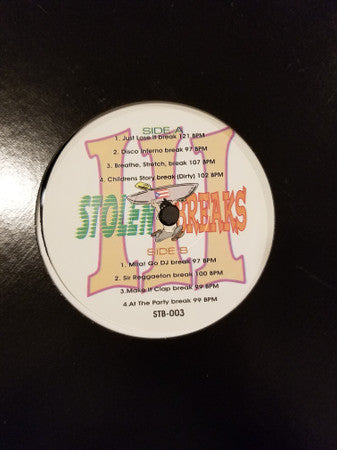 SIDE A
1. Just Lose It break 121 BPM
2. Disco Inferno break 97 BPM
3. Breathe, Stretch, break 107 BPM
4. Childrens Story break (Dirty) 102 BPM
III
STOLEN BREAKS
SIDE B
1. Mirat Go DJ break 97 BPM
2. Sir Reggaeton break 100 BPM
3.Make It Clap break 99 BPM
4.At The Party break 99 BPM
STB-003